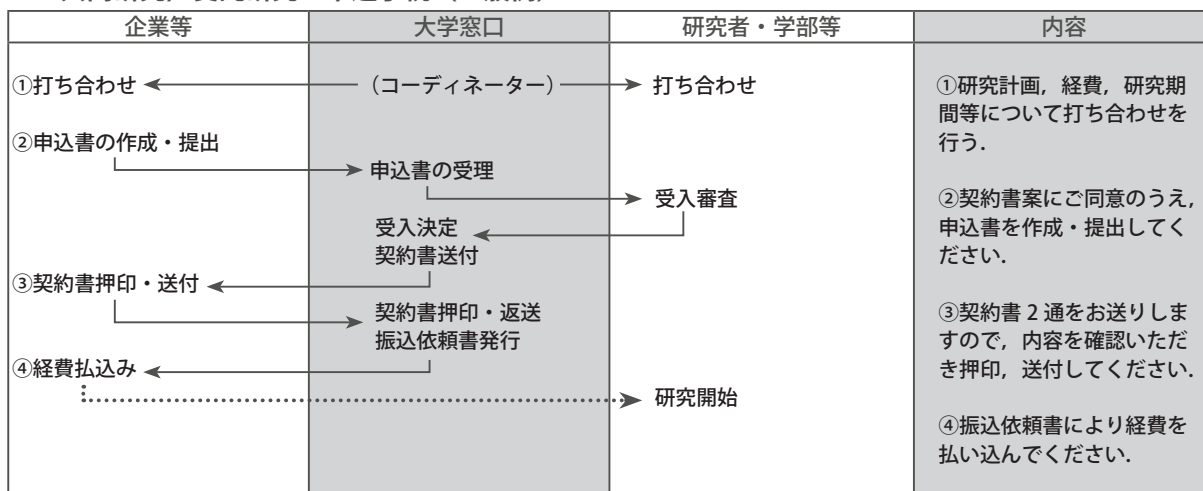 企業等
大学窓口
研究者・学部等
内容
①打ち合わせ
(コーディネーター)
打ち合わせ
②申込書の作成・提出
申込書の受理
受入審査
受入決定
契約書送付
③契約書押印・送付
契約書押印・返送
振込依頼書発行
④経費払込み
研究開始
①研究計画，経費，研究期
間等について打ち合わせを
行う．
②契約書案にご同意のうえ，
申込書を作成・提出してく
ださい．
③契約書 2 通をお送りしま
すので，内容を確認いただ
き押印，送付してください．
④振込依頼書により経費を
払い込んでください．